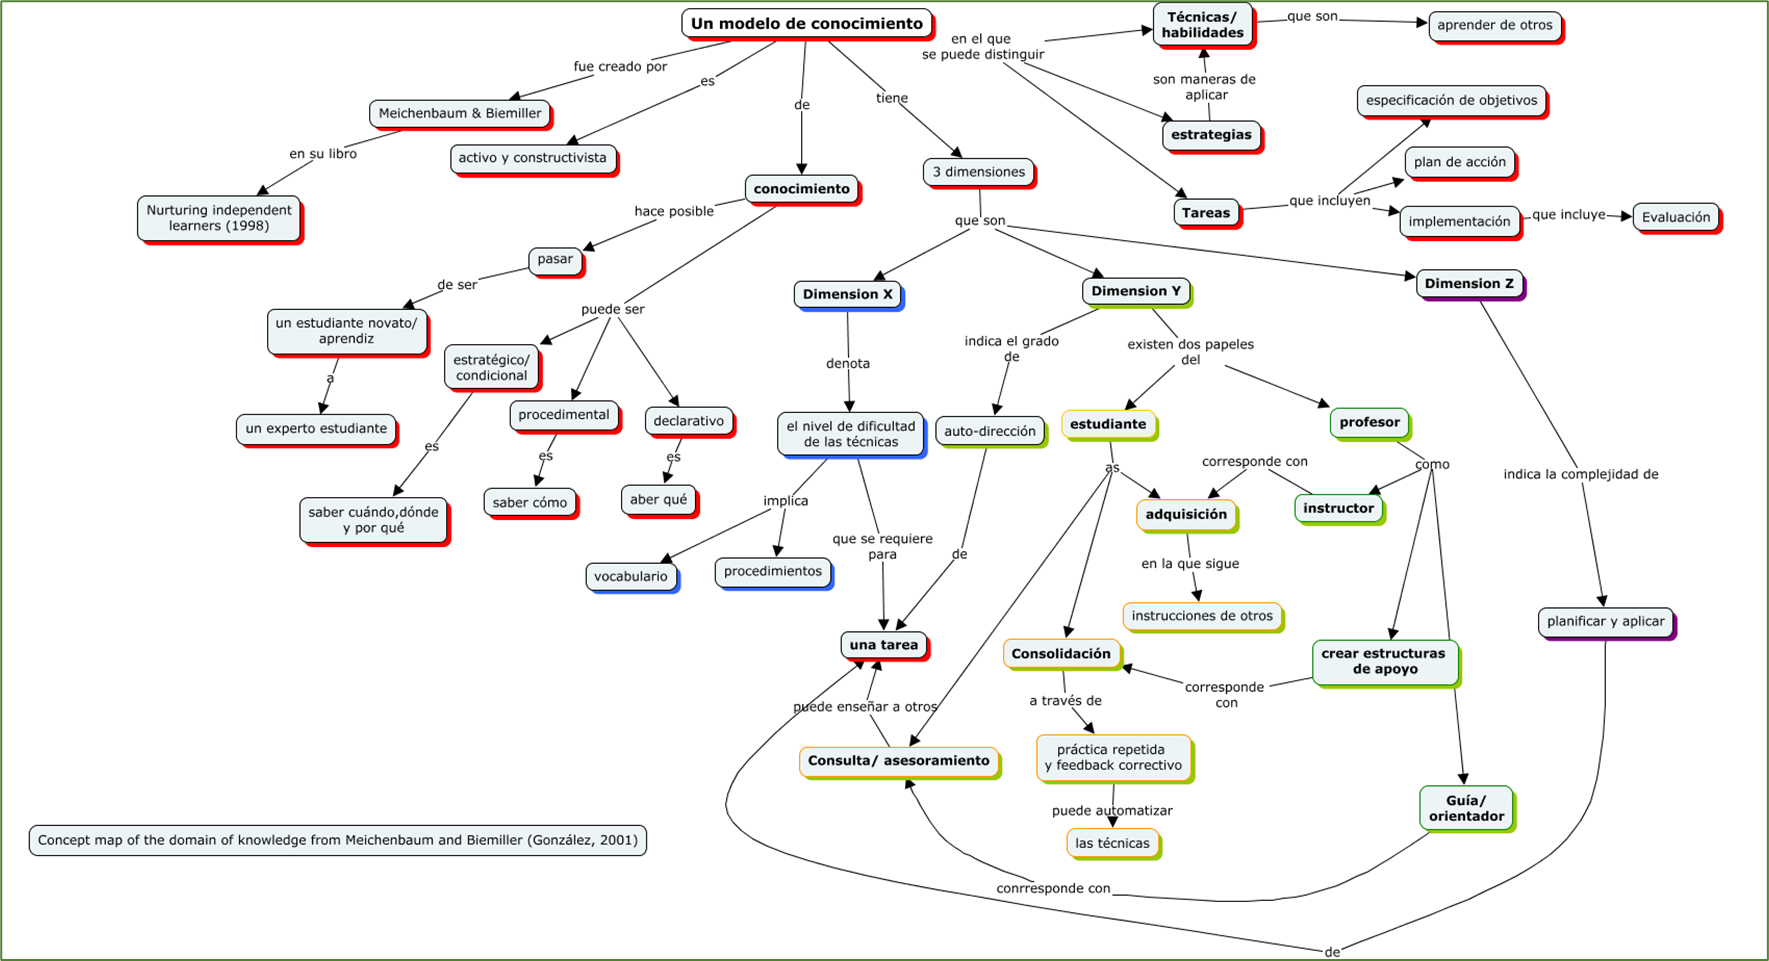 Un modelo de conocimiento
fue creado por
es
de
tiene
Meichenbaum & Biemiller
en su libro
Nurturing independent
learners (1998)
activo y constructivista
conocimiento
3 dimensiones
hace posible
pasar
de ser
un estudiante novato/
aprendiz
a
un experto estudiante
puede ser
estratégico/
condicional
procedimental
declarativo
es
es
es
saber cuándo,dónde
y por qué
saber cómo
aber qué
en el que
se puede distinguir
Técnicas/
habilidades
que son
aprender de otros
son maneras de
aplicar
estrategias
Tareas
que incluyen
especificación de objetivos
plan de acción
implementación
que incluye
Evaluación
que son
Dimension X
Dimension Y
Dimension Z
denota
el nivel de dificultad
de las técnicas
implica
vocabulario
procedimientos
que se requiere
para
una tarea
indica el grado
de
auto-dirección
de
existen dos papeles
del
estudiante
profesor
as
como
corresponde con
adquisición
instructor
en la que sigue
instrucciones de otros
Consolidación
crear estructuras
de apoyo
corresponde
con
a través de
práctica repetida
y feedback correctivo
puede automatizar
las técnicas
puede enseñar a otros
Consulta/ asesoramiento
Guía/
orientador
conrresponde con
indica la complejidad de
planificar y aplicar
de
Concept map of the domain of knowledge from Meichenbaum and Biemiller (González, 2001)